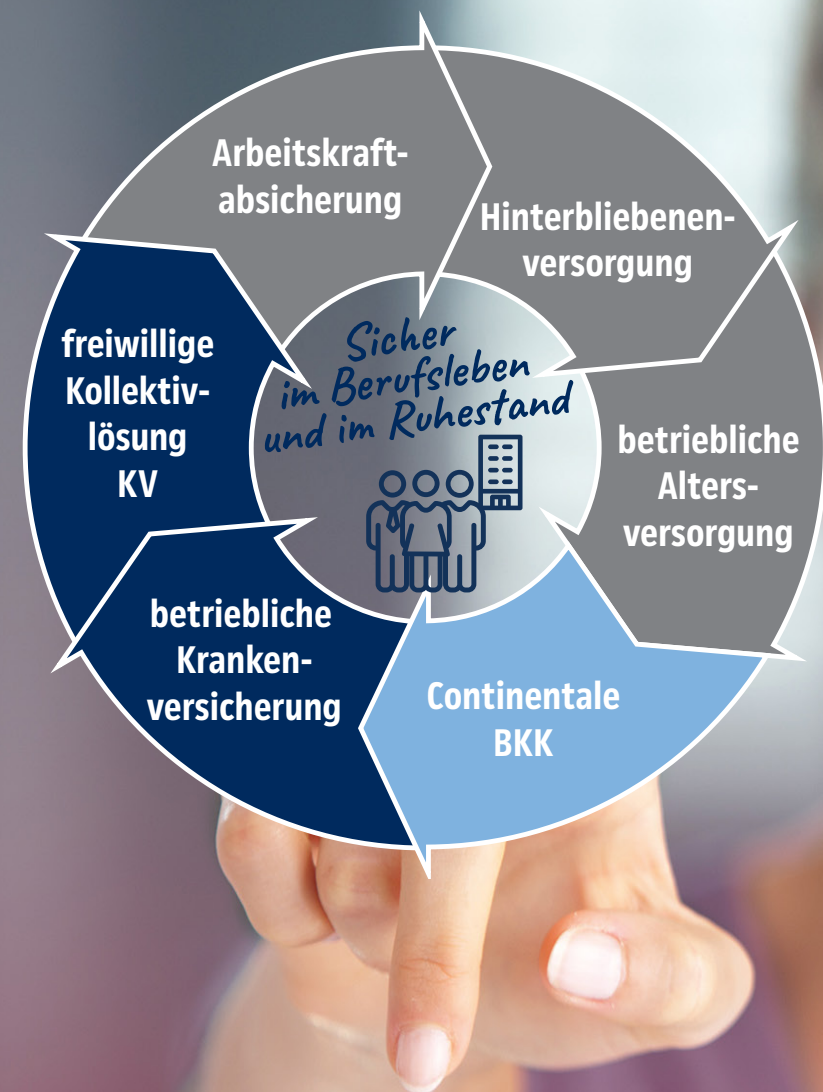 Arbeitskraft-
absicherung
Hinterbliebenen-
versorgung
betriebliche
Alters-
versorgung
Continentale
BKK
betriebliche
Kranken-
versicherung
freiwillige
Kollektiv-
lösung
KV
Sicher
im Berufsleben
und im Ruhestand